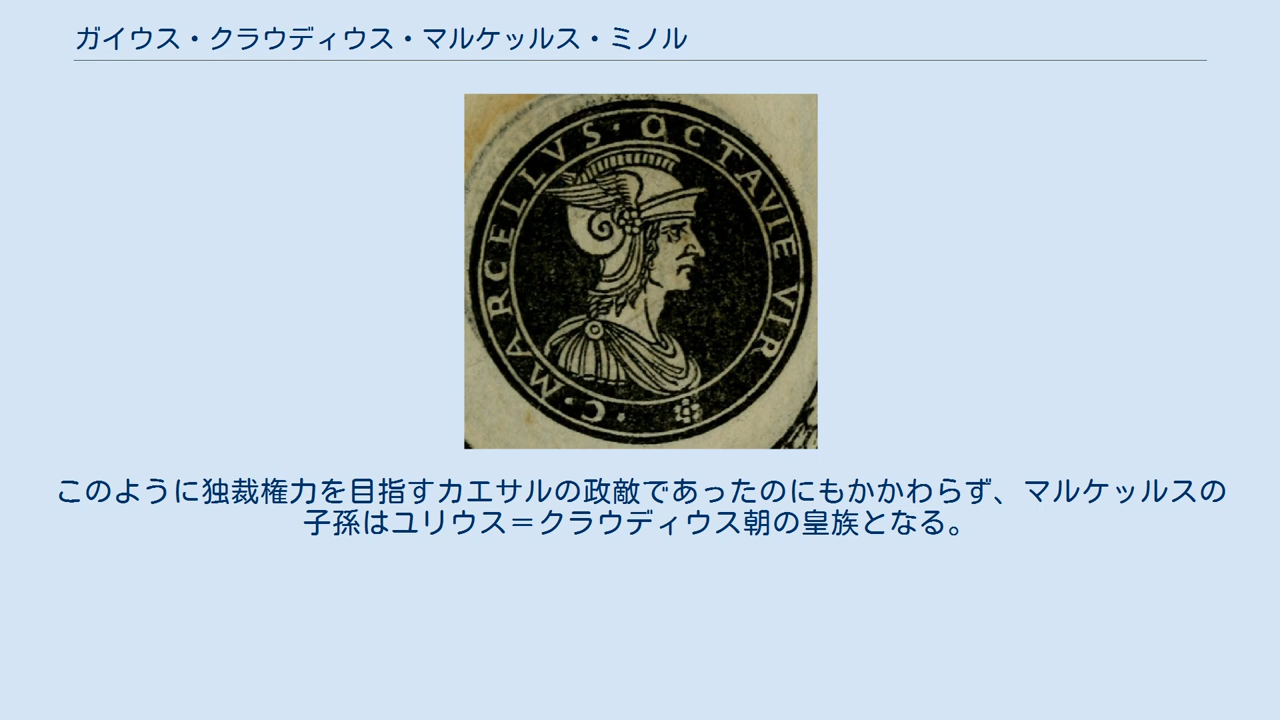 ガイウス・クラウディウス・マルケッルス・ミノル
C·MARCELLVS·OCTAVIE VIR
このように独裁権力を目指すカエサルの政敵であったのにもかかわらず、マルケッルスの
子孫はユリウス＝クラウディウス朝の皇族となる。